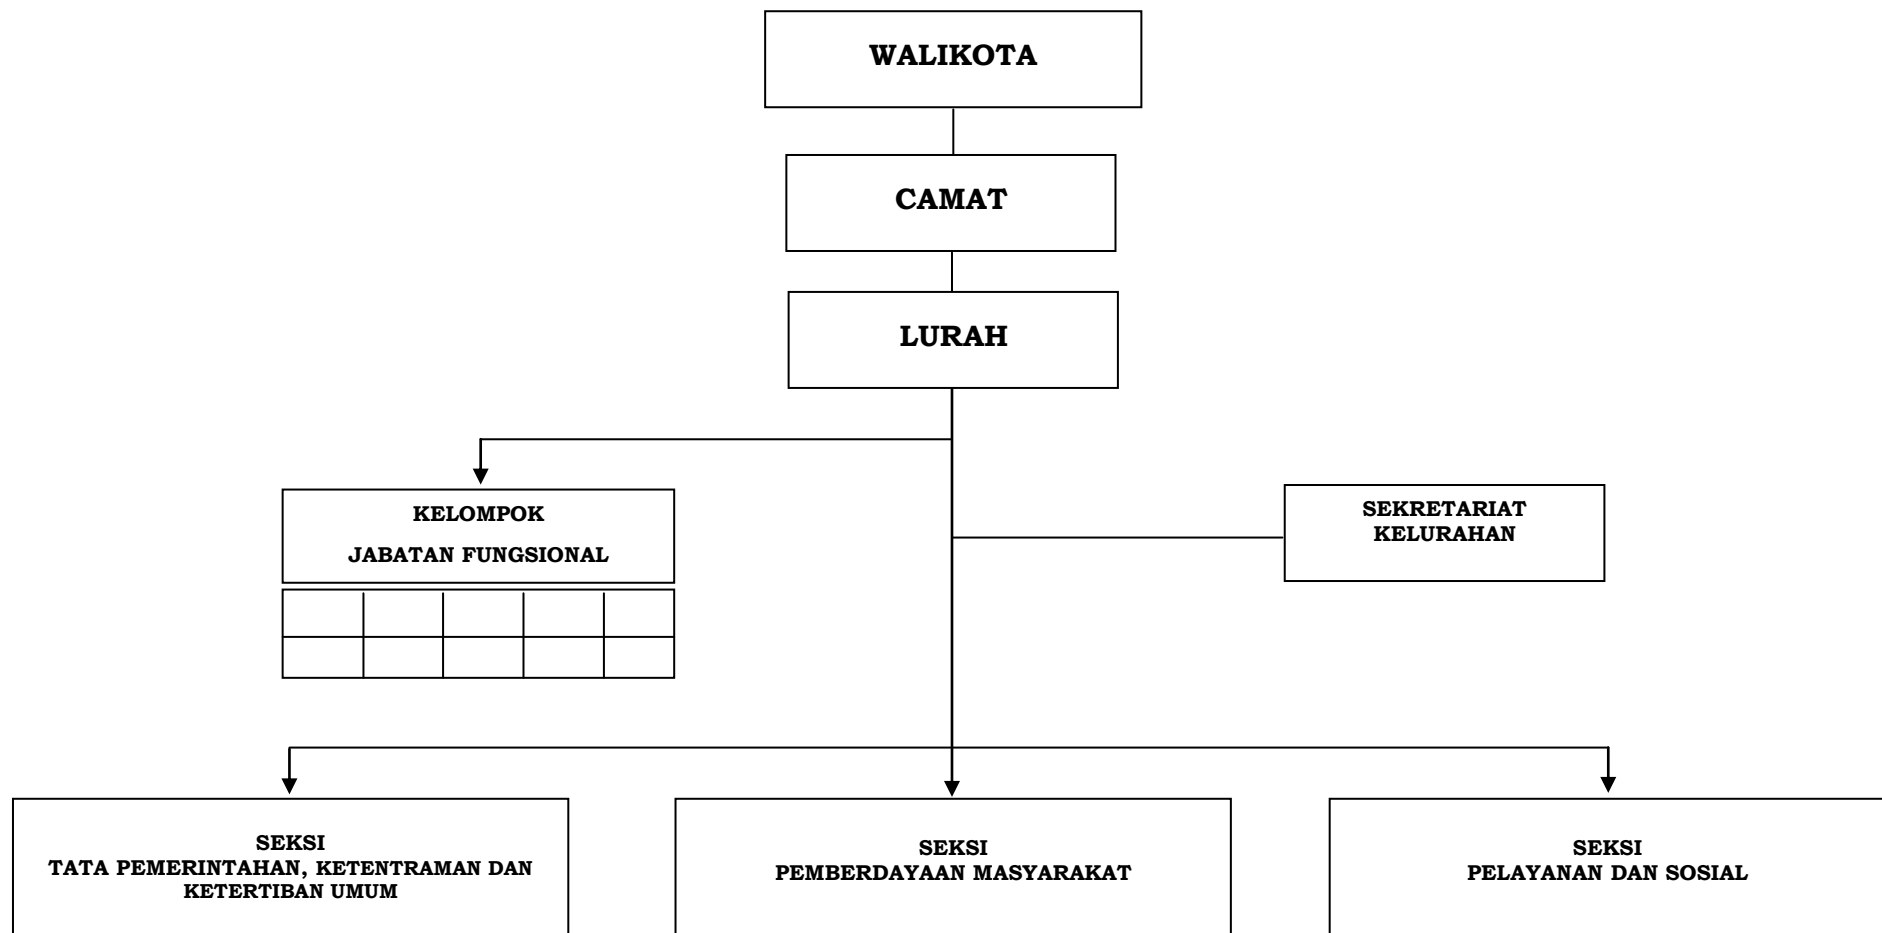 WALIKOTA
CAMAT
LURAH
KELOMPOK
JABATAN FUNGSIONAL
SEKRETARIAT
KELURAHAN
SEKSI
TATA PEMERINTAHAN, KETENTRAMAN DAN
KETERTIBAN UMUM
SEKSI
PEMBERDAYAAN MASYARAKAT
SEKSI
PELAYANAN DAN SOSIAL